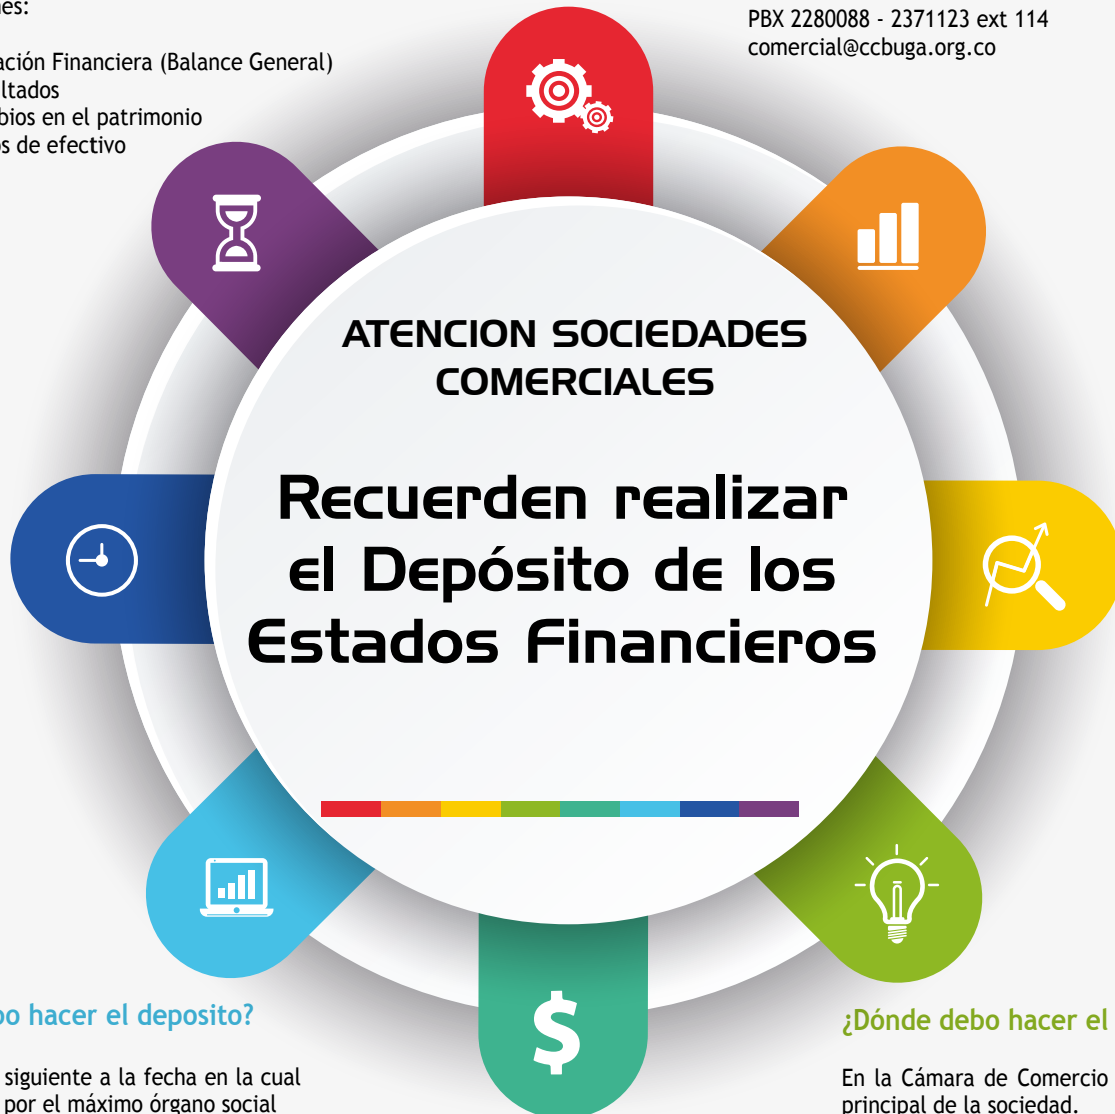 nes:
ación Financiera (Balance General)
ltados
bios en el patrimonio
os de efectivo
PBX 2280088 - 2371123 ext 114
comercial@ccbuga.org.co
ATENCION SOCIEDADES
COMERCIALES
Recuerden realizar
el Depósito de los
Estados Financieros
$
bo hacer el deposito?
siguiente a la fecha en la cual
por el máximo órgano social
¿Dónde debo hacer el
En la Cámara de Comercio
principal de la sociedad.